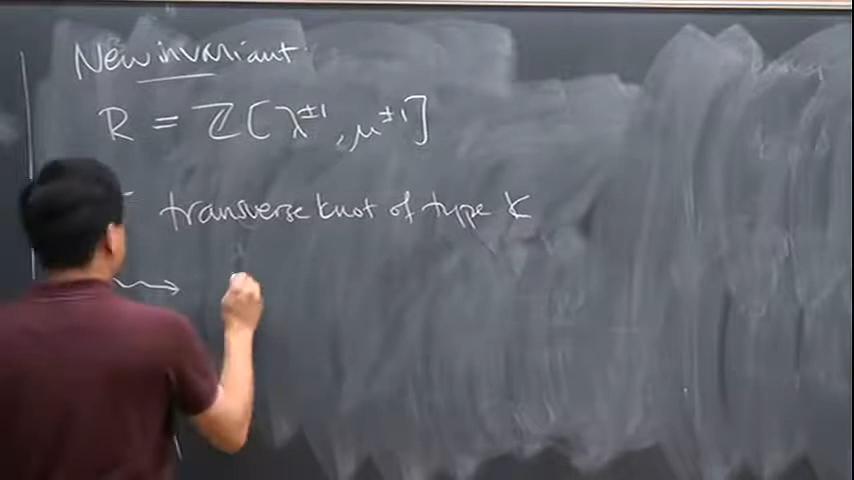 New invariant:
R = ℤ[λ^{±1}, μ^{±1}]
transverse knot of type K
⇝